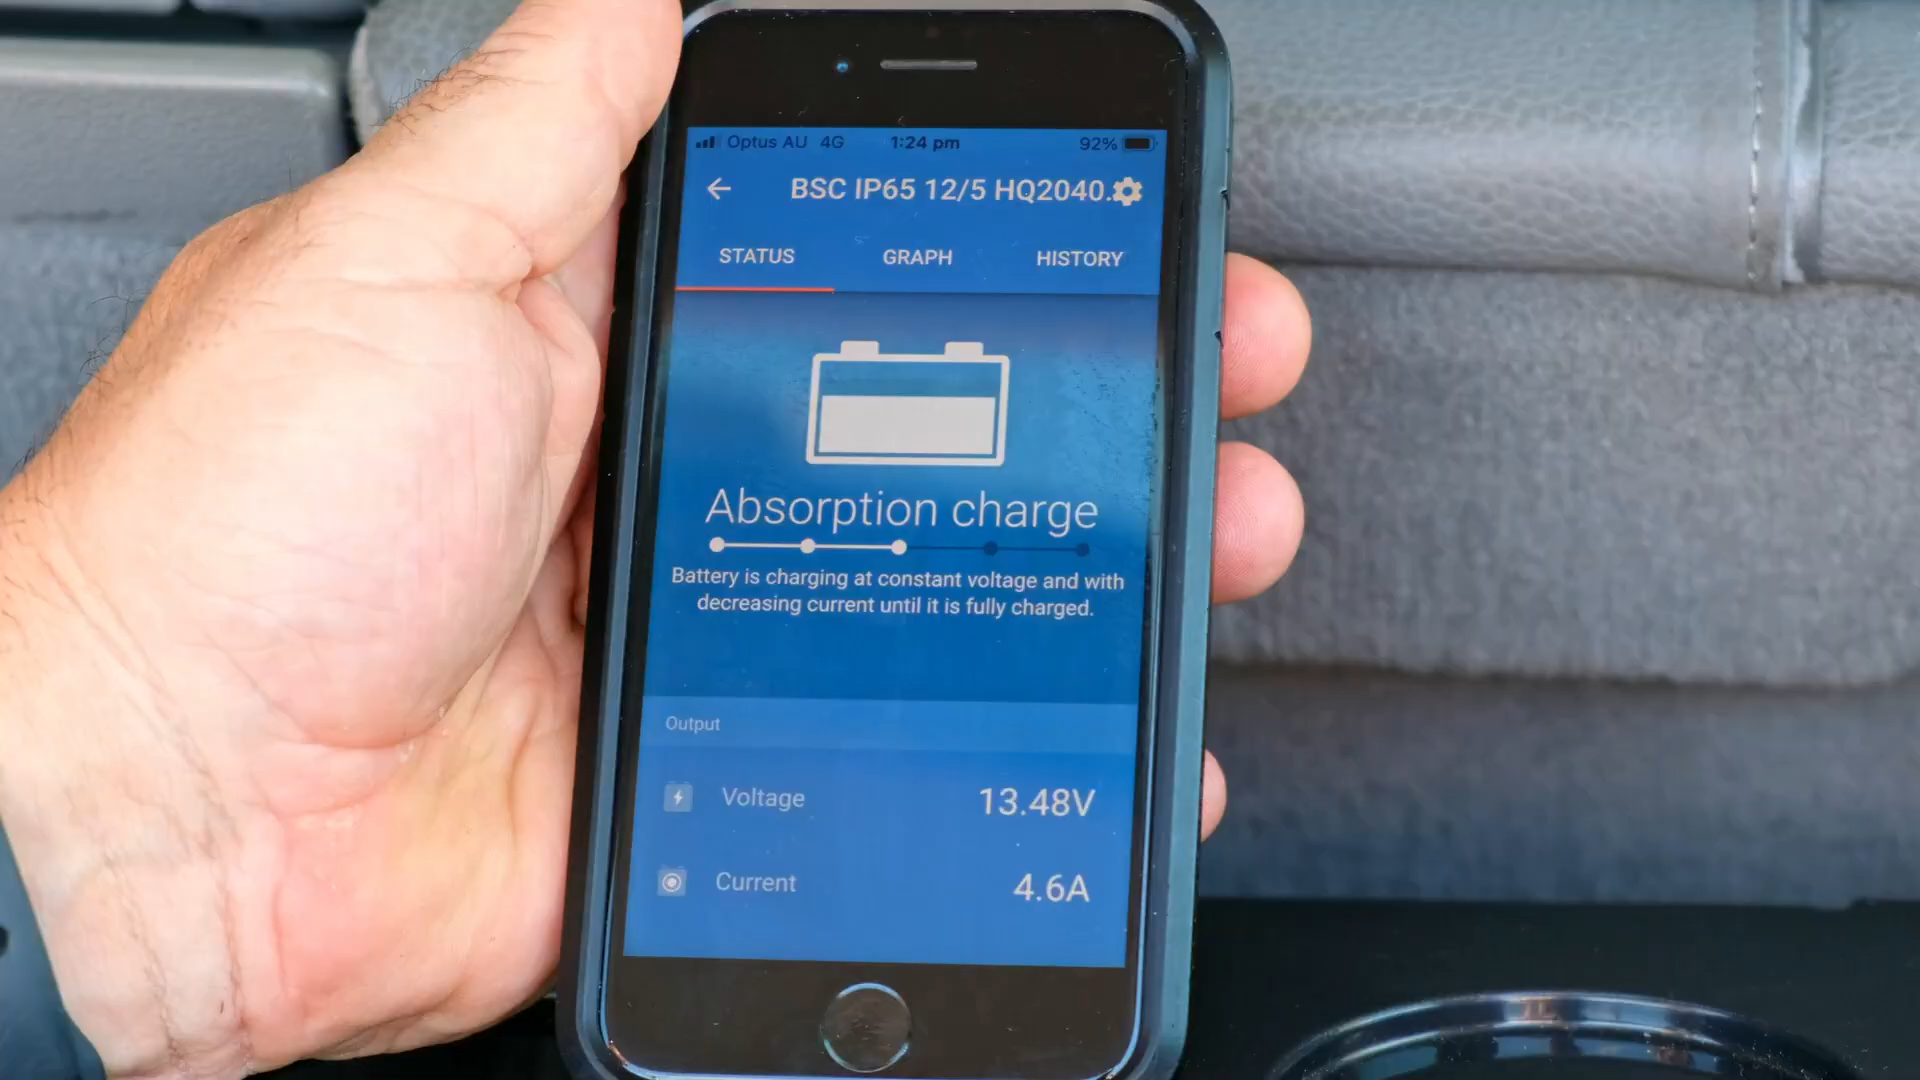 Optus AU 4G 1:24 pm 92%
BSC IP65 12/5 HQ2040.
STATUS GRAPH HISTORY
Absorption charge
Battery is charging at constant voltage and with
decreasing current until it is fully charged.
Output
Voltage 13.48V
Current 4.6A